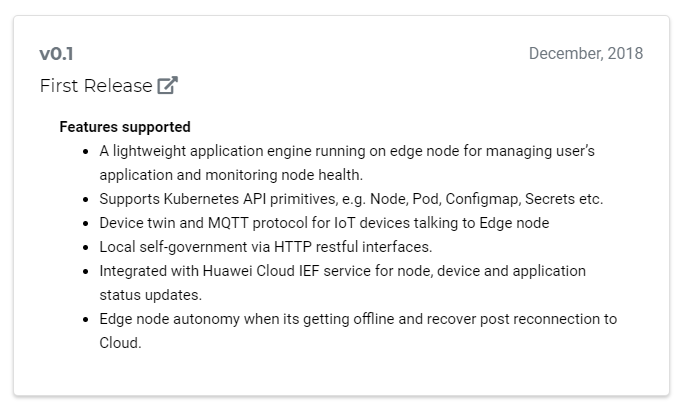 v0.1
December, 2018
First Release
Features supported
A lightweight application engine running on edge node for managing user's
application and monitoring node health.
Supports Kubernetes API primitives, e.g. Node, Pod, Configmap, Secrets etc.
Device twin and MQTT protocol for IoT devices talking to Edge node
Local self-government via HTTP restful interfaces.
Integrated with Huawei Cloud IEF service for node, device and application
status updates.
Edge node autonomy when its getting offline and recover post reconnection to
Cloud.